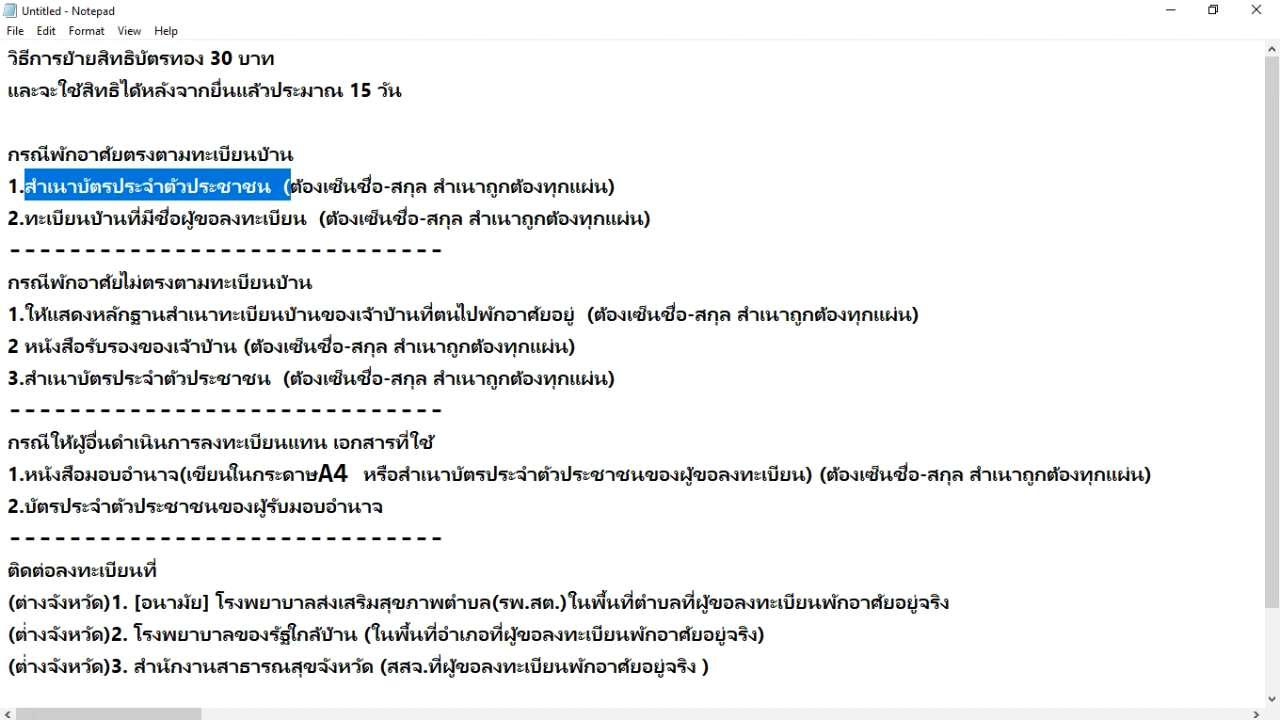 Untitled - Notepad
File Edit Format View Help
วิธีการย้ายสิทธิบัตรทอง 30 บาท
และจะใช้สิทธิได้หลังจากยื่นแล้วประมาณ 15 วัน
กรณีพักอาศัยตรงตามทะเบียนบ้าน
1.สำเนาบัตรประจำตัวประชาชน (ต้องเซ็นชื่อ-สกุล สำเนาถูกต้องทุกแผ่น)
2.ทะเบียนบ้านที่มีชื่อผู้ขอลงทะเบียน (ต้องเซ็นชื่อ-สกุล สำเนาถูกต้องทุกแผ่น)
-----------------------------
กรณีพักอาศัยไม่ตรงตามทะเบียนบ้าน
1.ให้แสดงหลักฐานสำเนาทะเบียนบ้านของเจ้าบ้านที่ตนไปพักอาศัยอยู่ (ต้องเซ็นชื่อ-สกุล สำเนาถูกต้องทุกแผ่น)
2 หนังสือรับรองของเจ้าบ้าน (ต้องเซ็นชื่อ-สกุล สำเนาถูกต้องทุกแผ่น)
3.สำเนาบัตรประจำตัวประชาชน (ต้องเซ็นชื่อ-สกุล สำเนาถูกต้องทุกแผ่น)
-----------------------------
กรณีให้ผู้อื่นดำเนินการลงทะเบียนแทน เอกสารที่ใช้
1.หนังสือมอบอำนาจ(เขียนในกระดาษA4 หรือสำเนาบัตรประจำตัวประชาชนของผู้ขอลงทะเบียน) (ต้องเซ็นชื่อ-สกุล สำเนาถูกต้องทุกแผ่น)
2.บัตรประจำตัวประชาชนของผู้รับมอบอำนาจ
-----------------------------
ติดต่อลงทะเบียนที่
(ต่างจังหวัด)1. [อนามัย] โรงพยาบาลส่งเสริมสุขภาพตำบล(รพ.สต.)ในพื้นที่ตำบลที่ผู้ขอลงทะเบียนพักอาศัยอยู่จริง
(ต่างจังหวัด)2. โรงพยาบาลของรัฐใกล้บ้าน (ในพื้นที่อำเภอที่ผู้ขอลงทะเบียนพักอาศัยอยู่จริง)
(ต่างจังหวัด)3. สำนักงานสาธารณสุขจังหวัด (สสจ.ที่ผู้ขอลงทะเบียนพักอาศัยอยู่จริง )